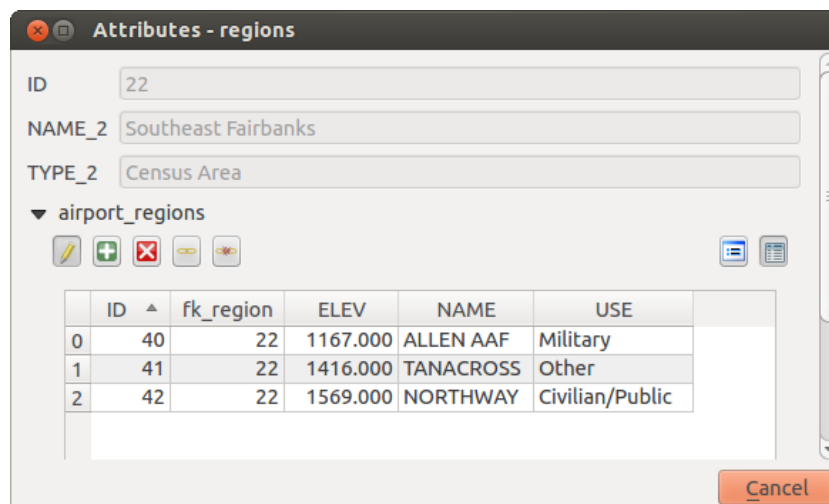 Attributes - regions
ID 22
NAME_2 Southeast Fairbanks
TYPE_2 Census Area
airport_regions
ID fk_region ELEV NAME USE
0 40 22 1167.000 ALLEN AAF Military
1 41 22 1416.000 TANACROSS Other
2 42 22 1569.000 NORTHWAY Civilian/Public
Cancel